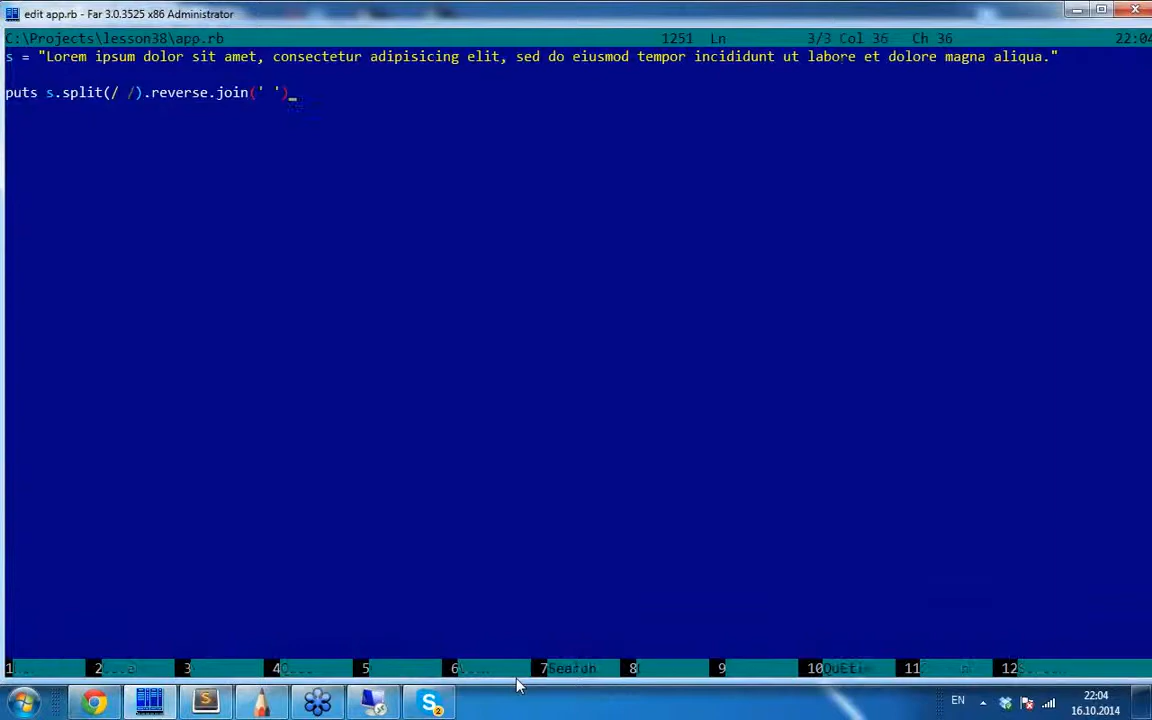 edit app.rb - Far 3.0.3525 x86 Administrator
C:\Projects\lesson38\app.rb 1251 Ln 3/3 Col 36 Ch 36 22:04
s = "Lorem ipsum dolor sit amet, consectetur adipisicing elit, sed do eiusmod tempor incididunt ut labore et dolore magna aliqua."
puts s.split(/ /).reverse.join(' ')
1 2 3 4 5 6 7 Search 8 9 10 11 12
EN
22:04
16.10.2014